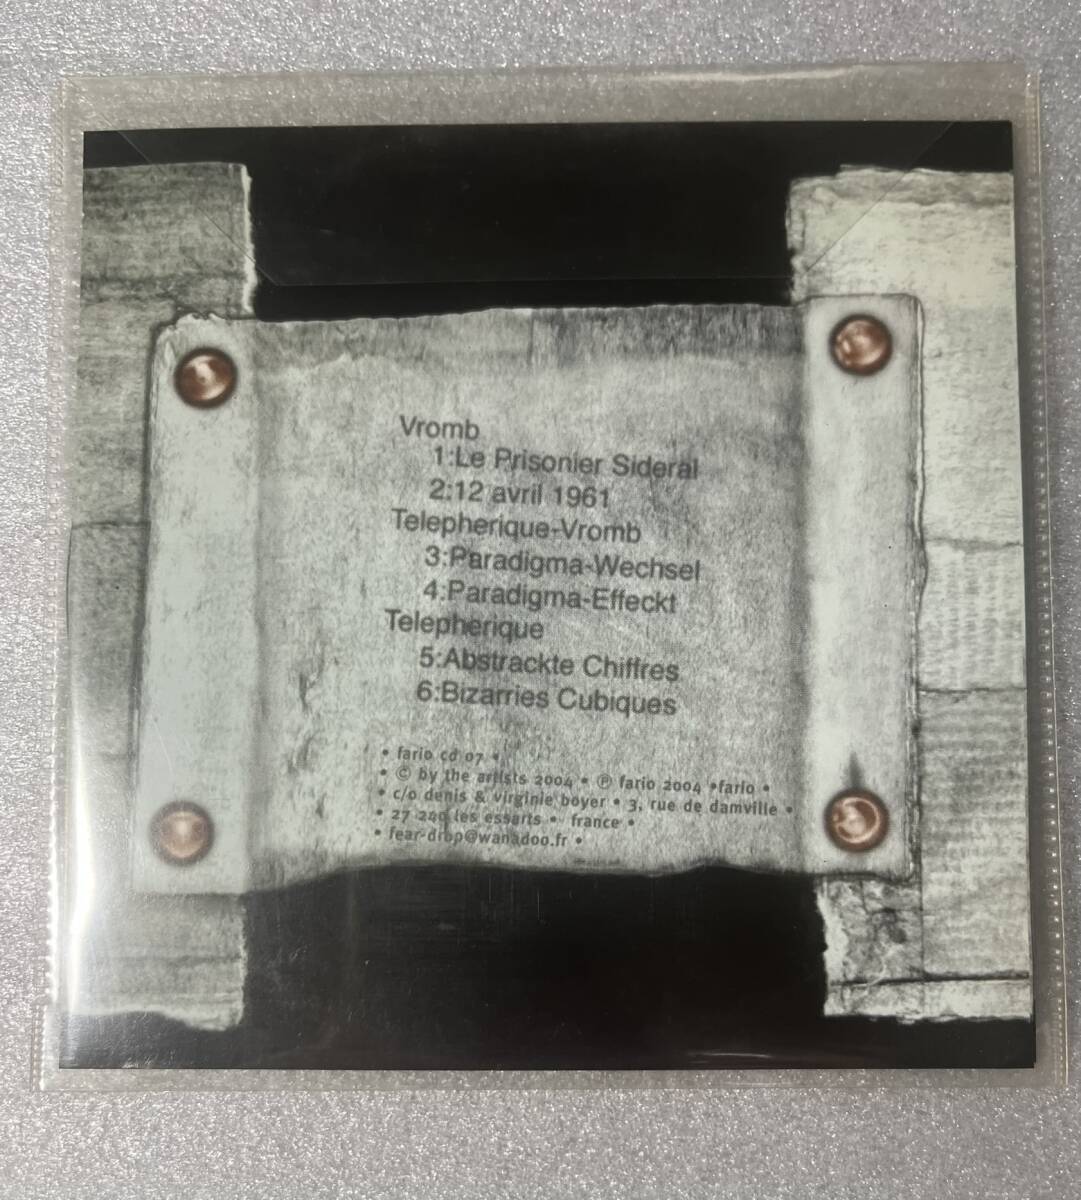 Vromb
1:Le Prisonier Sideral
2:12 avril 1961
Telepherique-Vromb
3:Paradigma-Wechsel
4:Paradigma-Effeckt
Telepherique
5:Abstrackte Chiffres
6:Bizarries Cubiques
• fario cd 07 •
• © by the artists 2004 • ℗ fario 2004 •fario •
• c/o denis & virginie boyer • 3, rue de damville •
• 27 240 les essarts • france •
• fear-drop@wanadoo.fr •